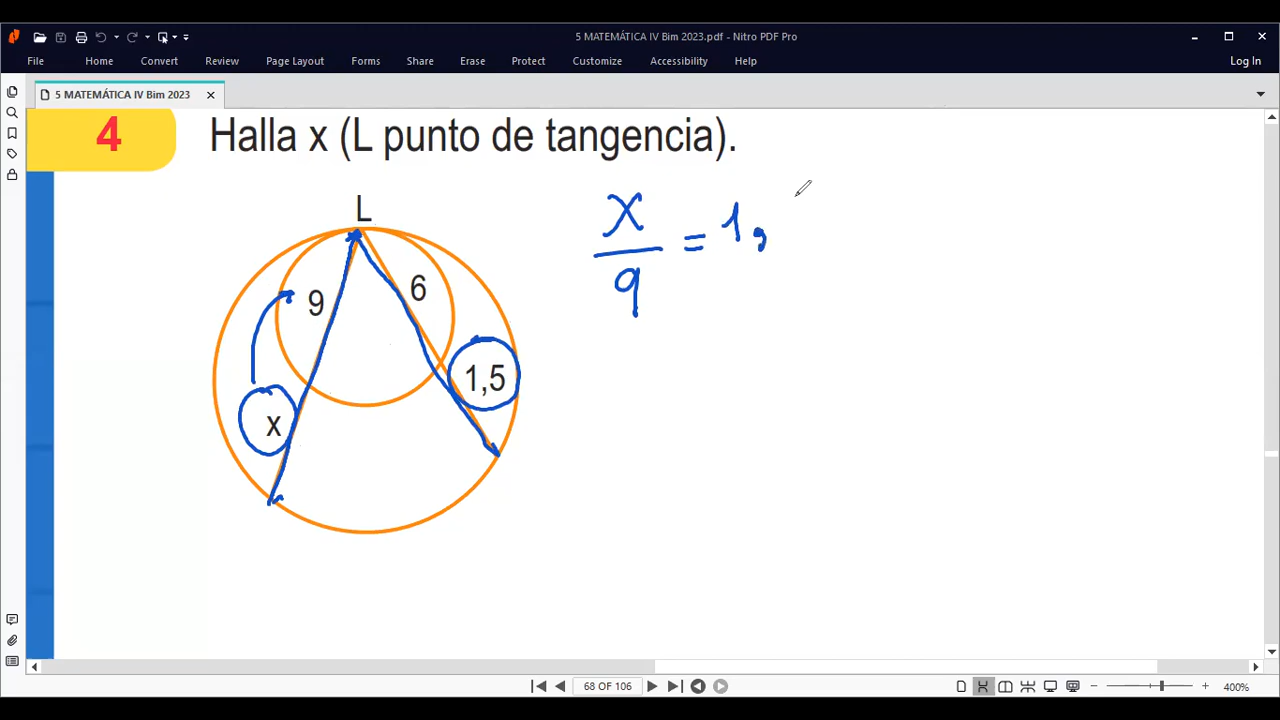 5 MATEMÁTICA IV Bim 2023.pdf - Nitro PDF Pro
File Home Convert Review Page Layout Forms Share Erase Protect Customize Accessibility Help Log In
5 MATEMÁTICA IV Bim 2023
4 Halla x (L punto de tangencia).
L
9 6
x 1,5
x/9 = 1,
68 OF 106
400%